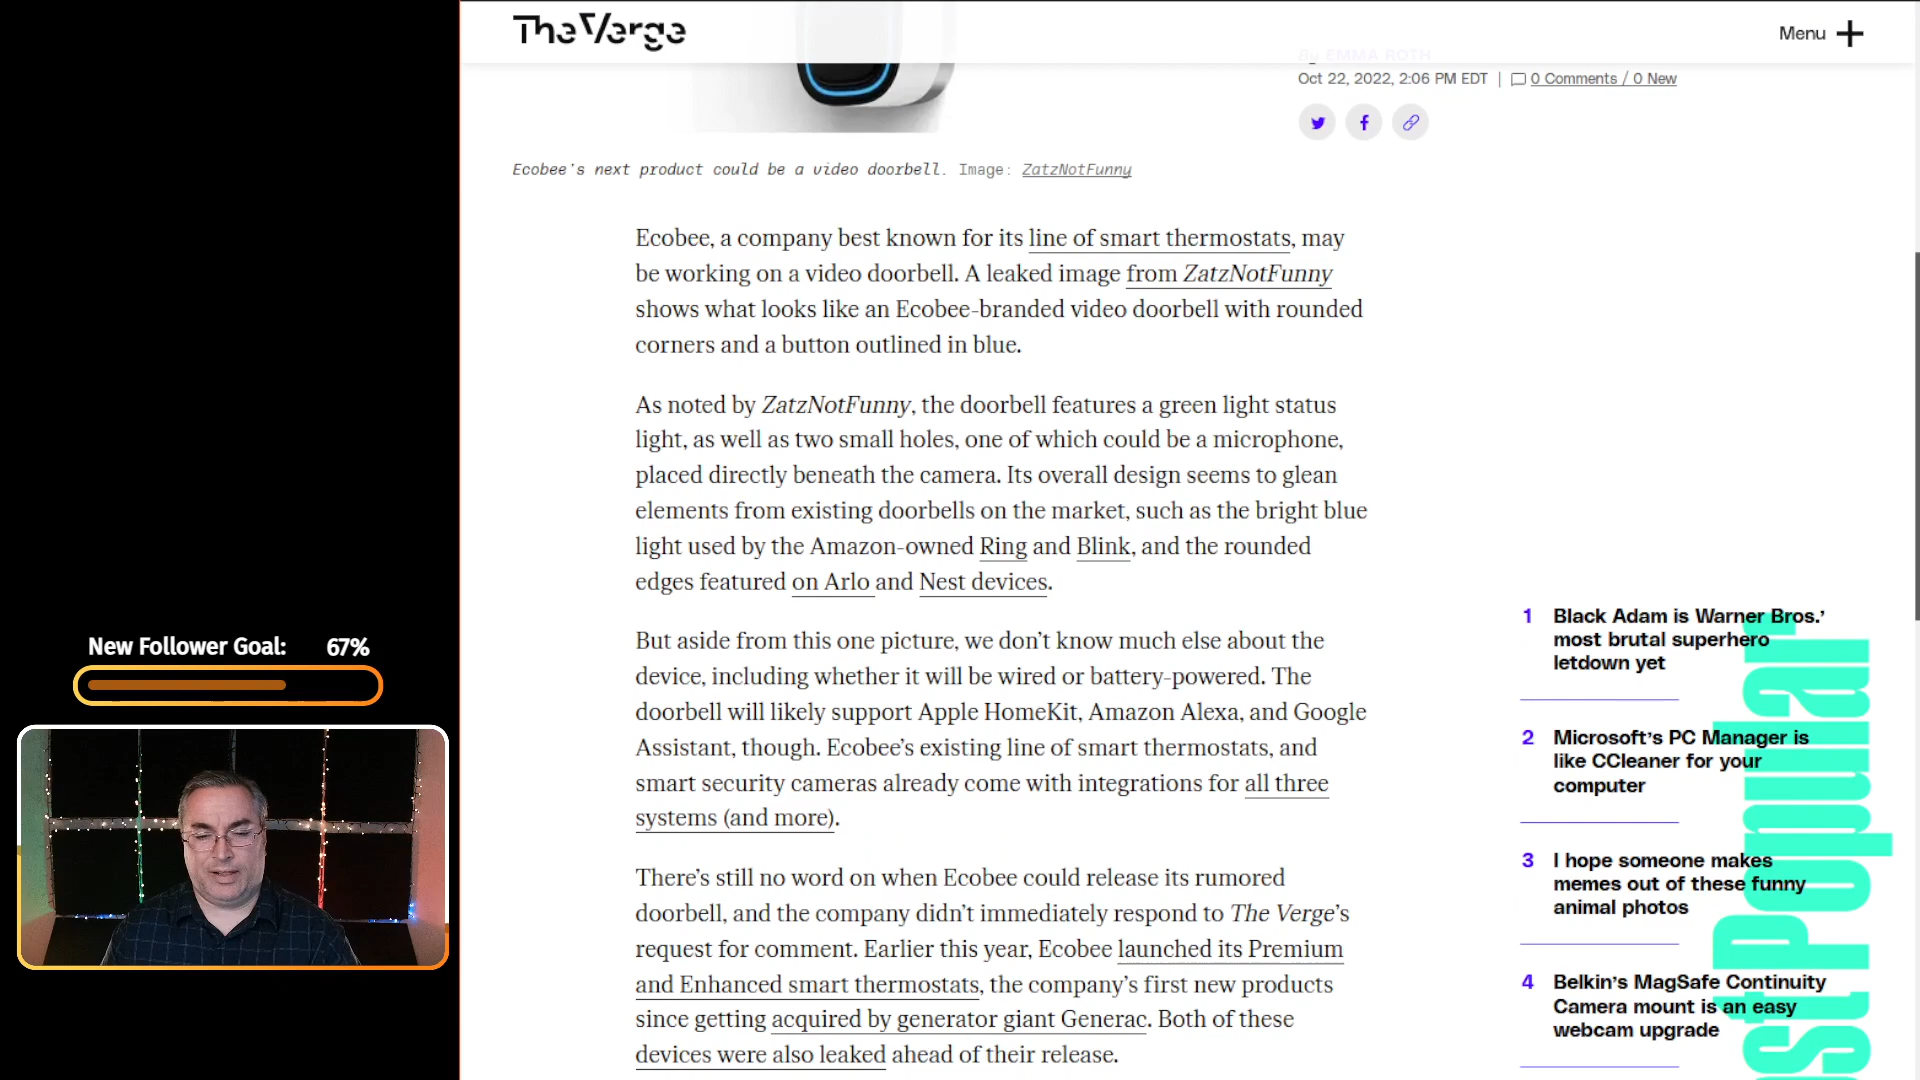 The Verge
Menu
By EMMA ROTH
Oct 22, 2022, 2:06 PM EDT | 0 Comments / 0 New
Ecobee's next product could be a video doorbell. Image: ZatzNotFunny
Ecobee, a company best known for its line of smart thermostats, may
be working on a video doorbell. A leaked image from ZatzNotFunny
shows what looks like an Ecobee-branded video doorbell with rounded
corners and a button outlined in blue.
As noted by ZatzNotFunny, the doorbell features a green light status
light, as well as two small holes, one of which could be a microphone,
placed directly beneath the camera. Its overall design seems to glean
elements from existing doorbells on the market, such as the bright blue
light used by the Amazon-owned Ring and Blink, and the rounded
edges featured on Arlo and Nest devices.
But aside from this one picture, we don’t know much else about the
device, including whether it will be wired or battery-powered. The
doorbell will likely support Apple HomeKit, Amazon Alexa, and Google
Assistant, though. Ecobee’s existing line of smart thermostats, and
smart security cameras already come with integrations for all three
systems (and more).
There’s still no word on when Ecobee could release its rumored
doorbell, and the company didn’t immediately respond to The Verge’s
request for comment. Earlier this year, Ecobee launched its Premium
and Enhanced smart thermostats, the company’s first new products
since getting acquired by generator giant Generac. Both of these
devices were also leaked ahead of their release.
New Follower Goal: 67%
1 Black Adam is Warner Bros.’
most brutal superhero
letdown yet
2 Microsoft’s PC Manager is
like CCleaner for your
computer
3 I hope someone makes
memes out of these funny
animal photos
4 Belkin’s MagSafe Continuity
Camera mount is an easy
webcam upgrade
st Popular